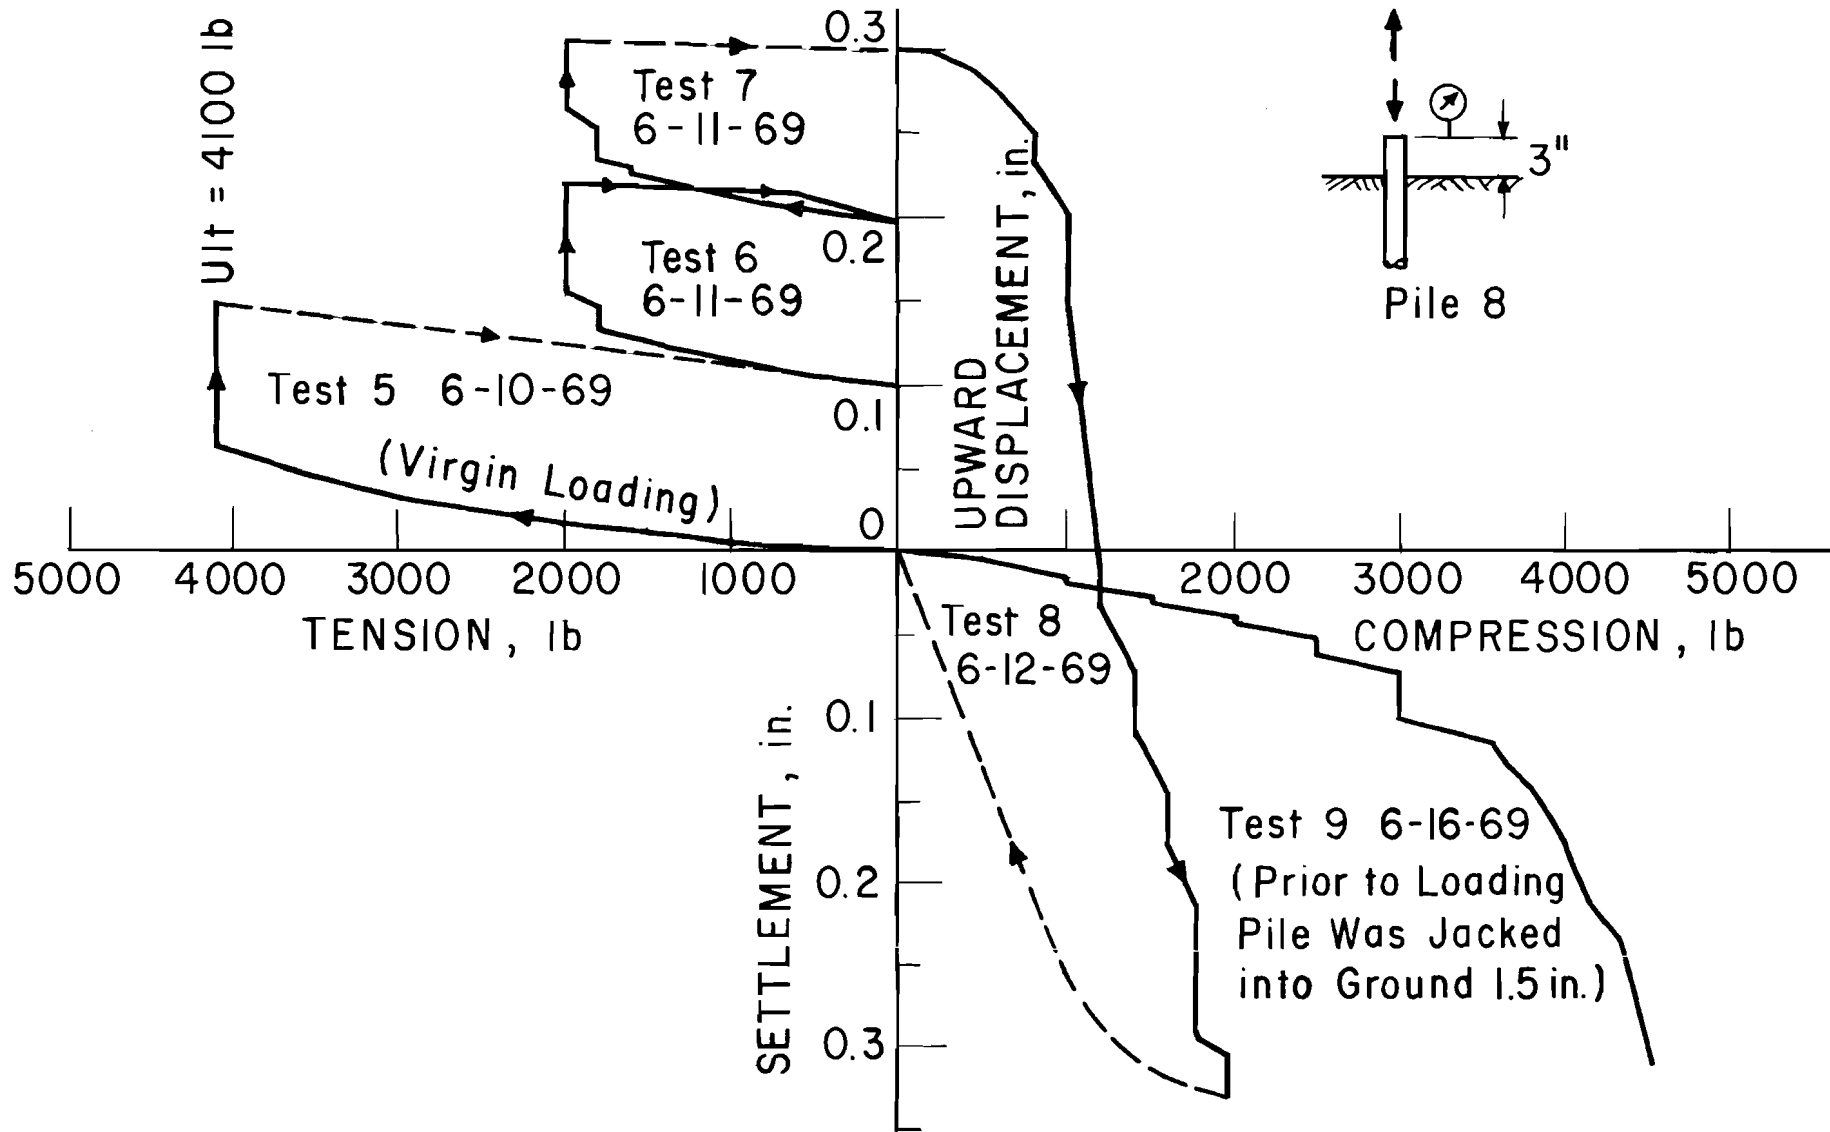 Ult = 4100 lb
0.3
Test 7
6-11-69
3"
0.2
Test 6
6-11-69
Pile 8
UPWARD
DISPLACEMENT, in.
Test 5 6-10-69
0.1
(Virgin Loading)
0
5000 4000 3000 2000 1000 2000 3000 4000 5000
TENSION, lb
COMPRESSION, lb
Test 8
6-12-69
SETTLEMENT, in.
0.1
0.2
0.3
Test 9 6-16-69
(Prior to Loading
Pile Was Jacked
into Ground 1.5 in.)